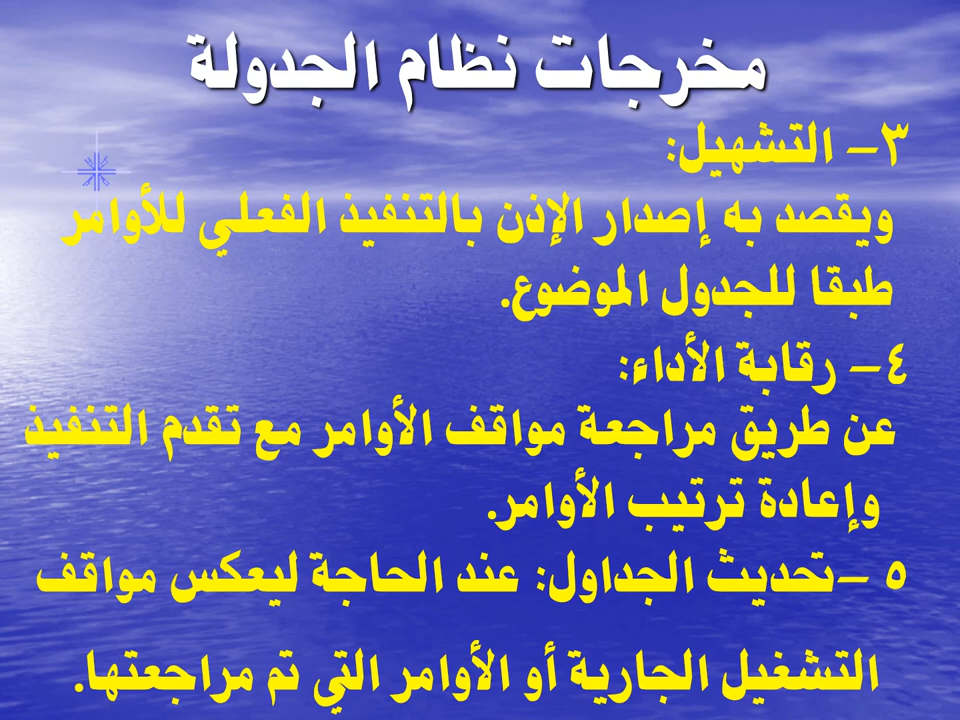 مخرجات نظام الجدولة
٣- التشهيل:
ويقصد به إصدار الإذن بالتنفيذ الفعلي للأوامر
طبقا للجدول الموضوع.
٤- رقابة الأداء:
عن طريق مراجعة مواقف الأوامر مع تقدم التنفيذ
وإعادة ترتيب الأوامر.
٥ -تحديث الجداول: عند الحاجة ليعكس مواقف
التشغيل الجارية أو الأوامر التي تم مراجعتها.